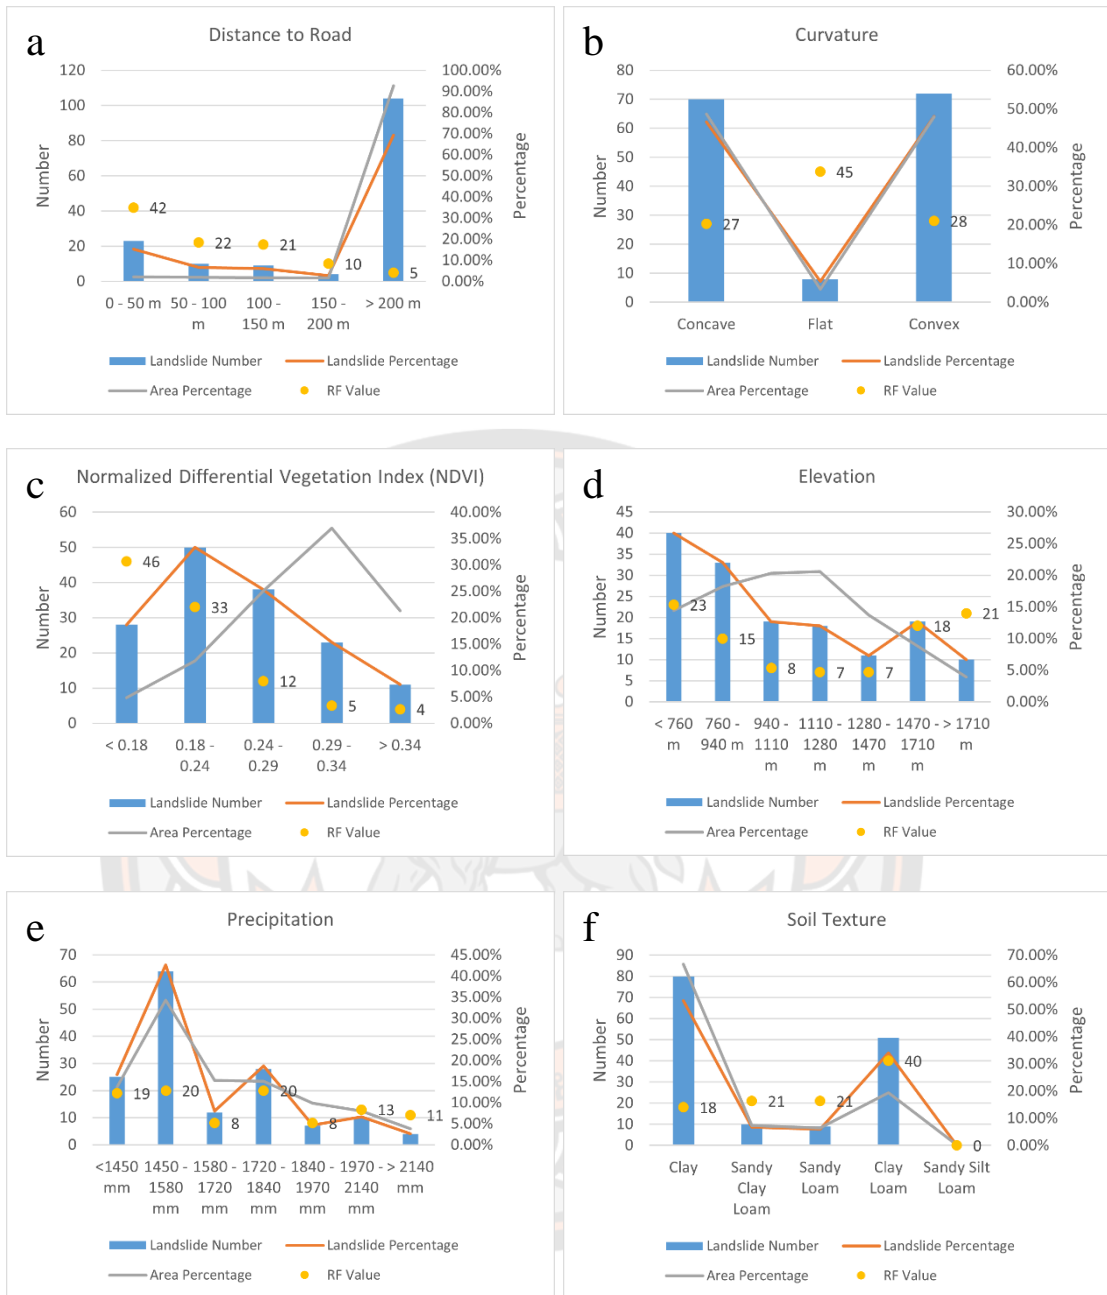 a
Distance to Road
120
100
80
60
40
20
0
Number
100.00%
90.00%
80.00%
70.00%
60.00%
50.00%
40.00%
30.00%
20.00%
10.00%
0.00%
Percentage
42
22
21
10
5
0 - 50 m
50 - 100
m
100 -
150 m
150 -
200 m
> 200 m
Landslide Number
Landslide Percentage
Area Percentage
RF Value
b
Curvature
80
70
60
50
40
30
20
10
0
Number
60.00%
50.00%
40.00%
30.00%
20.00%
10.00%
0.00%
Percentage
27
45
28
Concave
Flat
Convex
Landslide Number
Landslide Percentage
Area Percentage
RF Value
c
Normalized Differential Vegetation Index (NDVI)
60
50
40
30
20
10
0
Number
40.00%
35.00%
30.00%
25.00%
20.00%
15.00%
10.00%
5.00%
0.00%
Percentage
46
33
12
5
4
< 0.18
0.18 -
0.24
0.24 -
0.29
0.29 -
0.34
> 0.34
Landslide Number
Landslide Percentage
Area Percentage
RF Value
d
Elevation
45
40
35
30
25
20
15
10
5
0
Number
30.00%
25.00%
20.00%
15.00%
10.00%
5.00%
0.00%
Percentage
23
15
8
7
7
18
21
< 760
m
760 -
940 m
940 -
1110
m
1110 -
1280
m
1280 -
1470
m
1470 -
1710
m
> 1710
m
Landslide Number
Landslide Percentage
Area Percentage
RF Value
e
Precipitation
70
60
50
40
30
20
10
0
Number
45.00%
40.00%
35.00%
30.00%
25.00%
20.00%
15.00%
10.00%
5.00%
0.00%
Percentage
19
20
8
20
8
13
11
<1450
mm
1450 -
1580
mm
1580 -
1720
mm
1720 -
1840
mm
1840 -
1970
mm
1970 -
2140
mm
> 2140
mm
Landslide Number
Landslide Percentage
Area Percentage
RF Value
f
Soil Texture
90
80
70
60
50
40
30
20
10
0
Number
70.00%
60.00%
50.00%
40.00%
30.00%
20.00%
10.00%
0.00%
Percentage
18
21
21
40
0
Clay
Sandy
Clay
Loam
Sandy
Loam
Clay
Loam
Sandy Silt
Loam
Landslide Number
Landslide Percentage
Area Percentage
RF Value